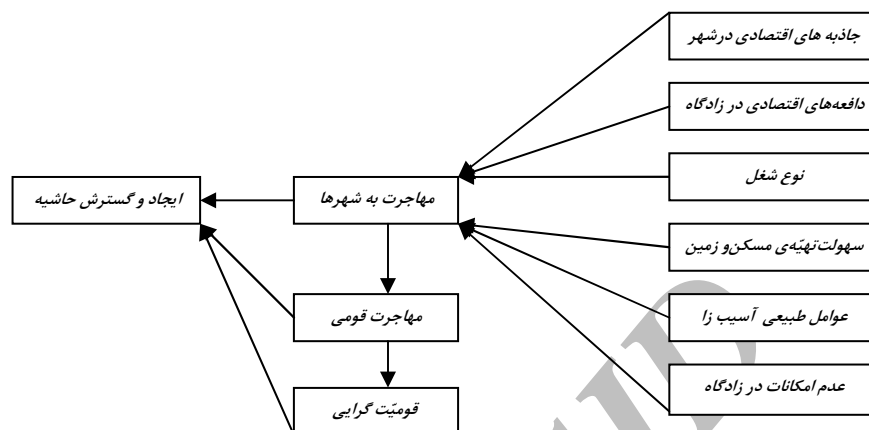 جاذبه های اقتصادی درشهر
دافعه‌های اقتصادی در زادگاه
نوع شغل
مهاجرت به شهرها
ایجاد و گسترش حاشیه
سهولت‌تهیّه‌ی مسکن‌و زمین
مهاجرت قومی
عوامل طبیعی آسیب زا
عدم امکانات در زادگاه
قومیّت گرایی